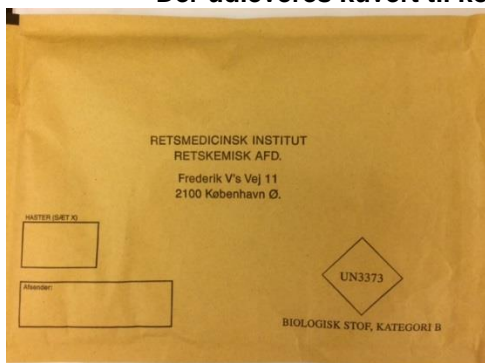 RETSMEDICINSK INSTITUT
RETSKEMISK AFD.
Frederik V's Vej 11
2100 København Ø.
HASTER (SÆT X)
Afsender:
UN3373
BIOLOGISK STOF, KATEGORI B